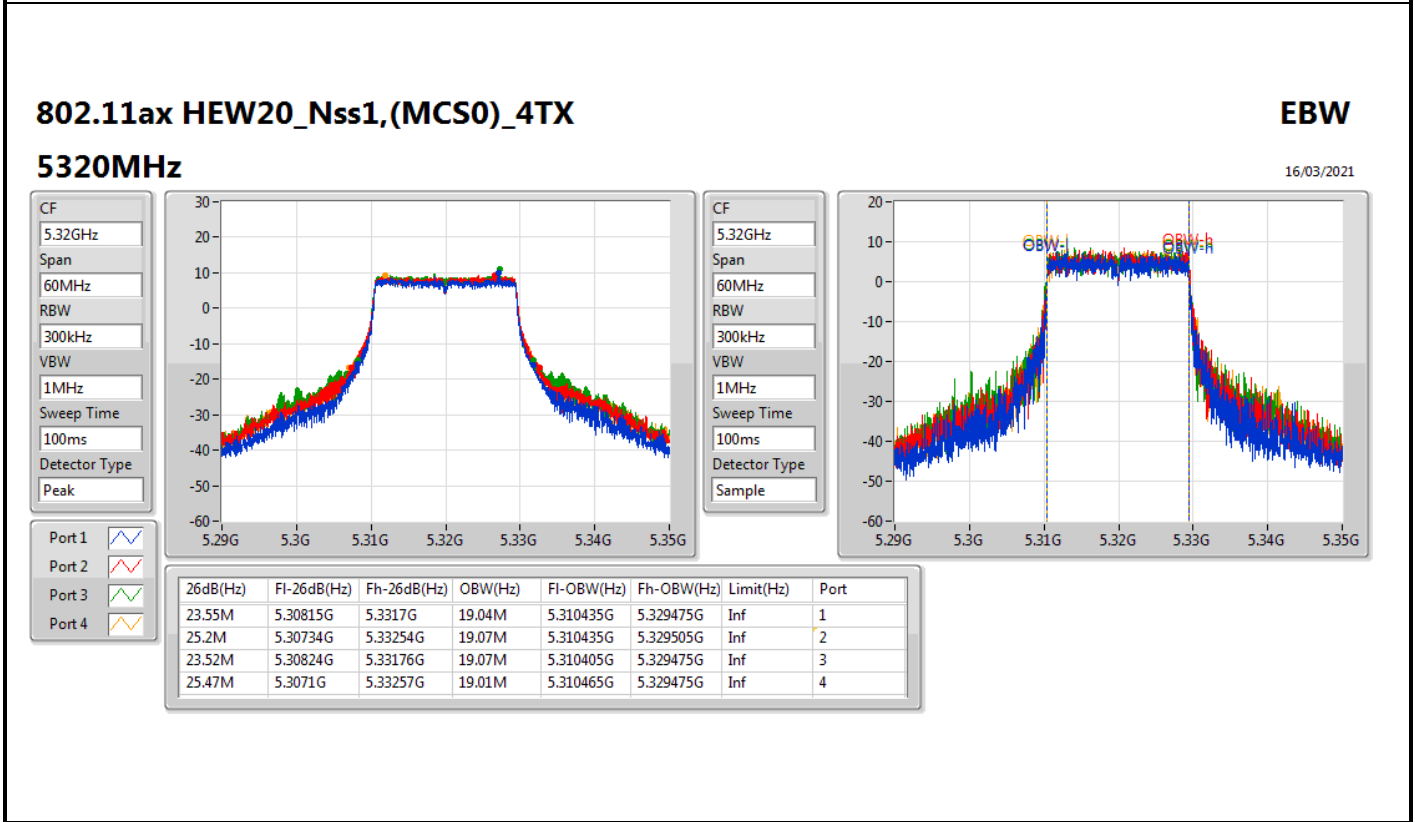 802.11ax HEW20_Nss1,(MCS0)_4TX EBW
5320MHz 16/03/2021
CF
5.32GHz
Span
60MHz
RBW
300kHz
VBW
1MHz
Sweep Time
100ms
Detector Type
Peak
30
20
10
0
-10
-20
-30
-40
-50
-60
5.29G 5.3G 5.31G 5.32G 5.33G 5.34G 5.35G
CF
5.32GHz
Span
60MHz
RBW
300kHz
VBW
1MHz
Sweep Time
100ms
Detector Type
Sample
20
10
0
-10
-20
-30
-40
-50
-60
OBW-l OBW-h
5.29G 5.3G 5.31G 5.32G 5.33G 5.34G 5.35G
Port 1
Port 2
Port 3
Port 4
26dB(Hz) Fl-26dB(Hz) Fh-26dB(Hz) OBW(Hz) Fl-OBW(Hz) Fh-OBW(Hz) Limit(Hz) Port
23.55M 5.30815G 5.3317G 19.04M 5.310435G 5.329475G Inf 1
25.2M 5.30734G 5.33254G 19.07M 5.310435G 5.329505G Inf 2
23.52M 5.30824G 5.33176G 19.07M 5.310405G 5.329475G Inf 3
25.47M 5.3071G 5.33257G 19.01M 5.310465G 5.329475G Inf 4